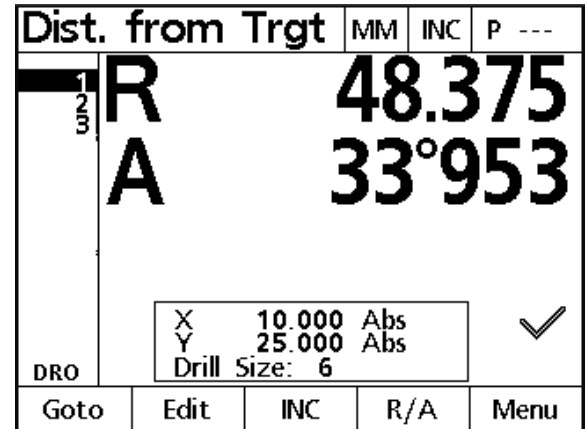 Dist. from Trgt MM INC P ---
1
2
3
R 48.375
A 33°953
X 10.000 Abs
Y 25.000 Abs
Drill Size: 6
DRO
Goto Edit INC R/A Menu